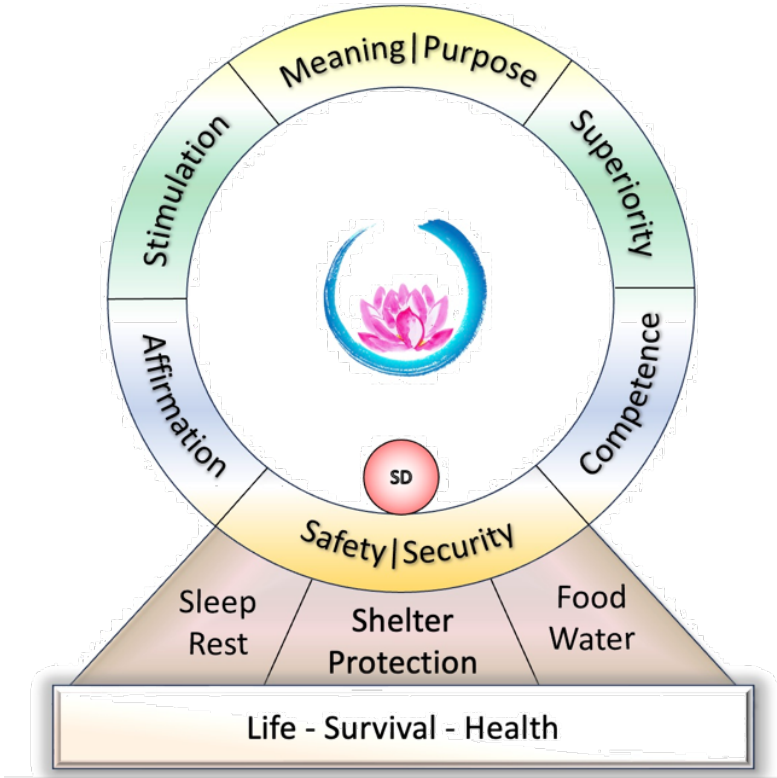 Meaning|Purpose
Stimulation
Superiority
Affirmation
Competence
SD
Safety|Security
Sleep
Rest
Shelter
Protection
Food
Water
Life - Survival - Health